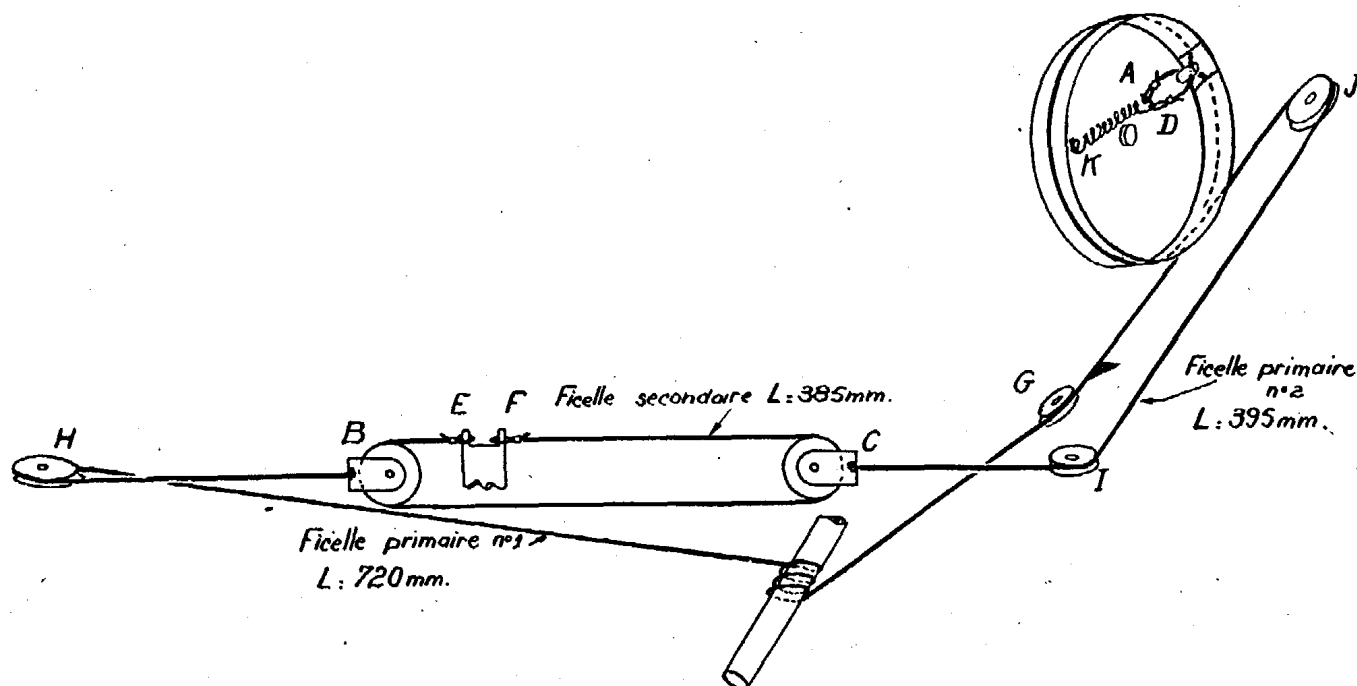 A
D
K
J
G
Ficelle primaire
n°2
L: 395mm.
E F Ficelle secondaire L: 385mm.
H
B
C
I
Ficelle primaire n°1
L: 720mm.